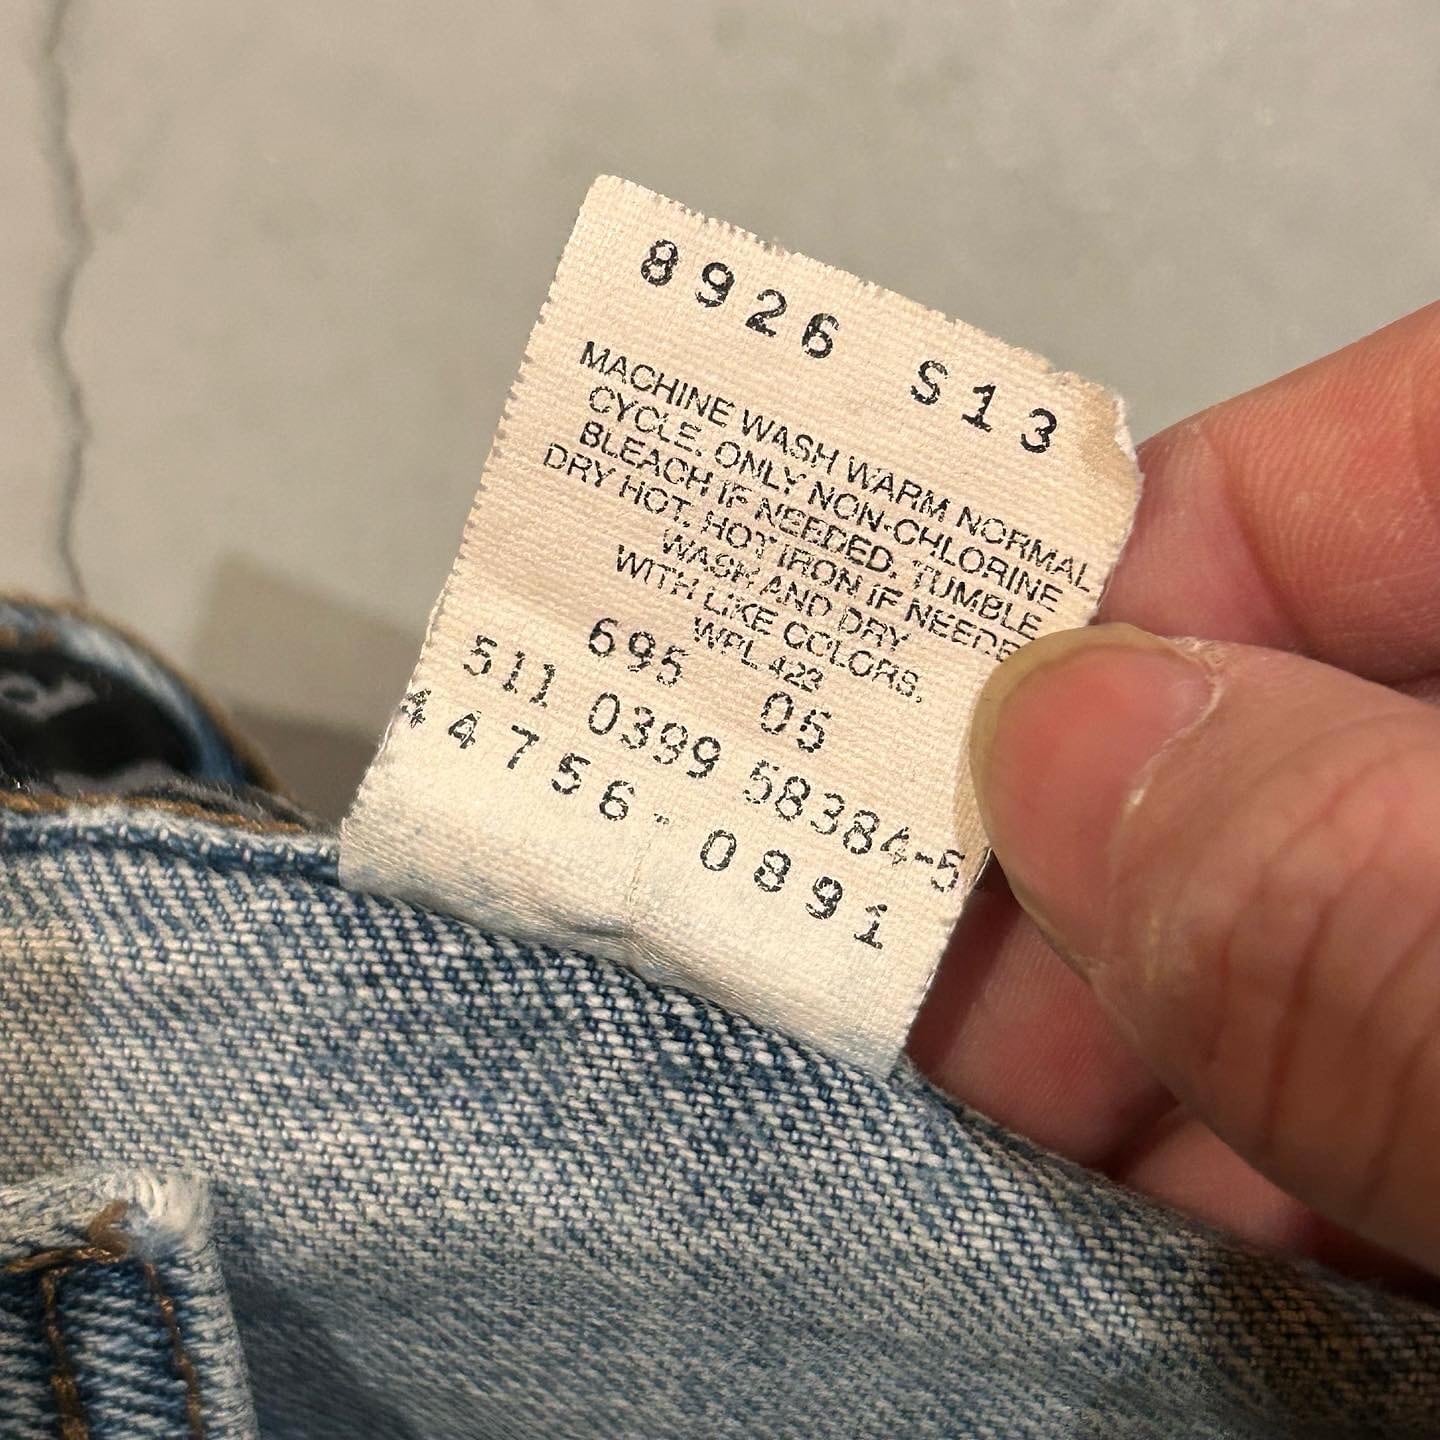 8926 S13
MACHINE WASH WARM NORMAL
CYCLE. ONLY NON-CHLORINE
BLEACH IF NEEDED. TUMBLE
DRY HOT. HOT IRON IF NEEDE
WASH AND DRY
WITH LIKE COLORS.
WPL 423
695 05
511 0399 58384-5
44756-0891